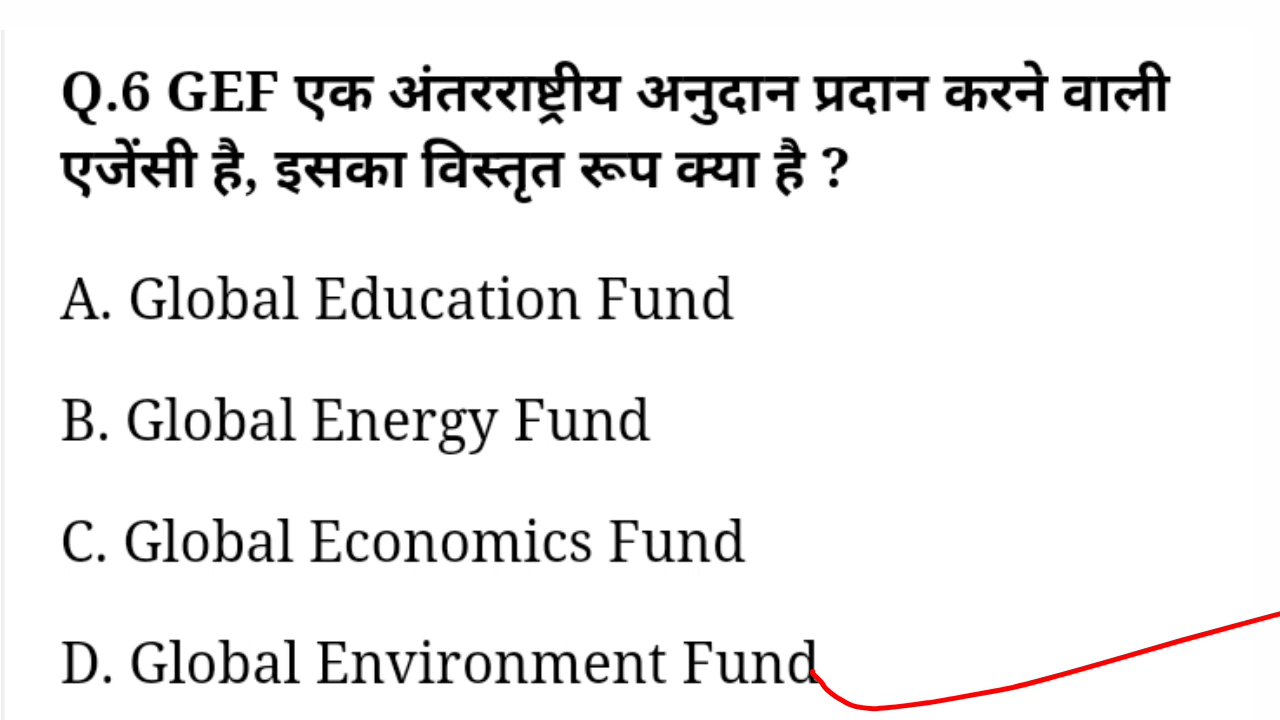 Q.6 GEF एक अंतरराष्ट्रीय अनुदान प्रदान करने वाली
एजेंसी है, इसका विस्तृत रूप क्या है ?
A. Global Education Fund
B. Global Energy Fund
C. Global Economics Fund
D. Global Environment Fund